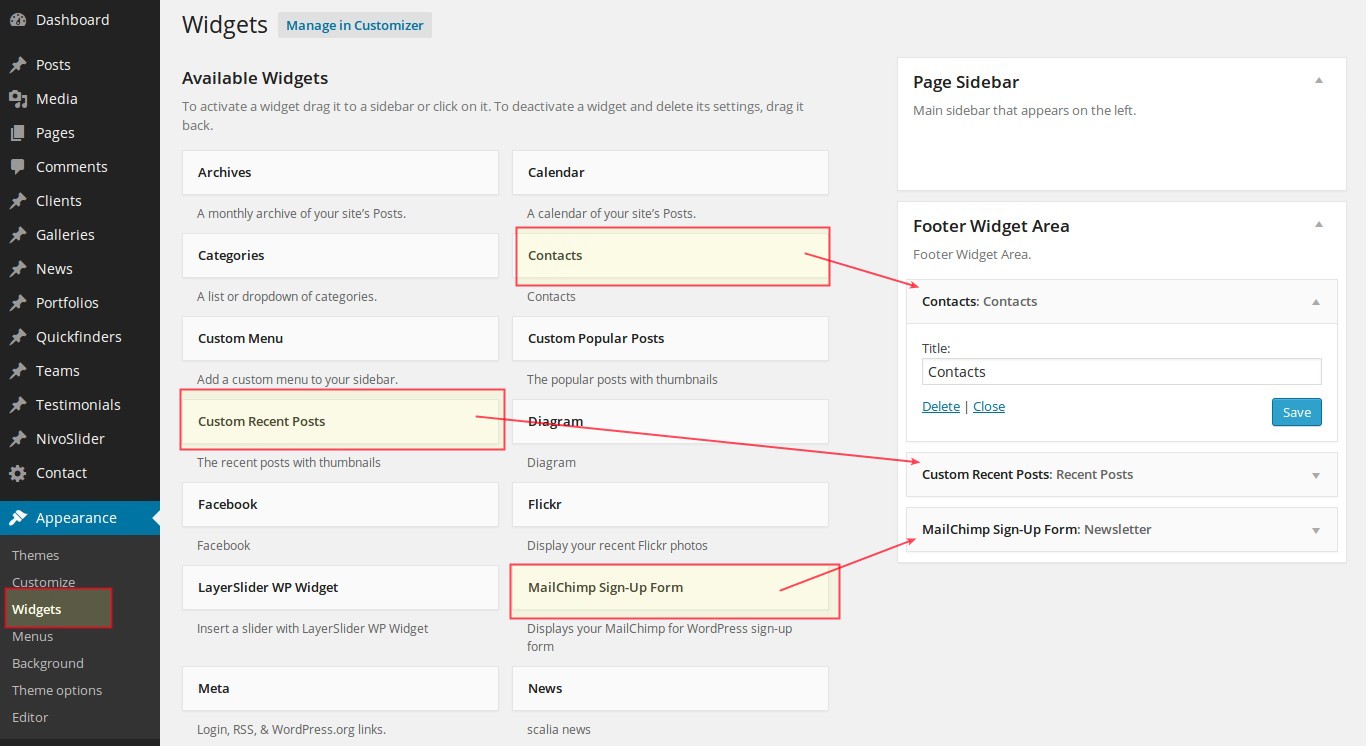 Dashboard
Posts
Media
Pages
Comments
Clients
Galleries
News
Portfolios
Quickfinders
Teams
Testimonials
NivoSlider
Contact
Appearance
Themes
Customize
Widgets
Menus
Background
Theme options
Editor
Widgets Manage in Customizer
Available Widgets
To activate a widget drag it to a sidebar or click on it. To deactivate a widget and delete its settings, drag it
back.
Archives
A monthly archive of your site’s Posts.
Calendar
A calendar of your site’s Posts.
Categories
A list or dropdown of categories.
Contacts
Contacts
Custom Menu
Add a custom menu to your sidebar.
Custom Popular Posts
The popular posts with thumbnails
Custom Recent Posts
The recent posts with thumbnails
Diagram
Diagram
Facebook
Facebook
Flickr
Display your recent Flickr photos
LayerSlider WP Widget
Insert a slider with LayerSlider WP Widget
MailChimp Sign-Up Form
Displays your MailChimp for WordPress sign-up
form
Meta
Login, RSS, & WordPress.org links.
News
scalia news
Page Sidebar
Main sidebar that appears on the left.
Footer Widget Area
Footer Widget Area.
Contacts: Contacts
Title:
Contacts
Delete | Close
Save
Custom Recent Posts: Recent Posts
MailChimp Sign-Up Form: Newsletter